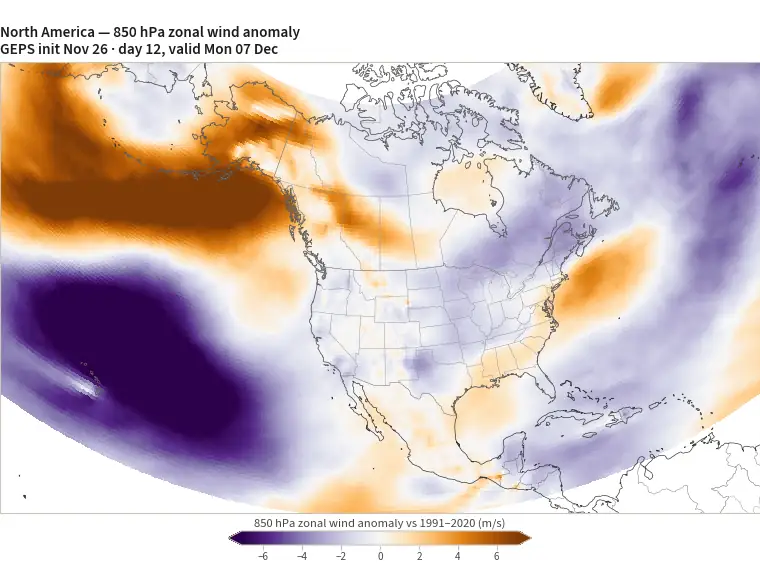 North America — 850 hPa zonal wind anomaly
GEPS init Nov 26 · day 12, valid Mon 07 Dec
850 hPa zonal wind anomaly vs 1991–2020 (m/s)
−6 −4 −2 0 2 4 6